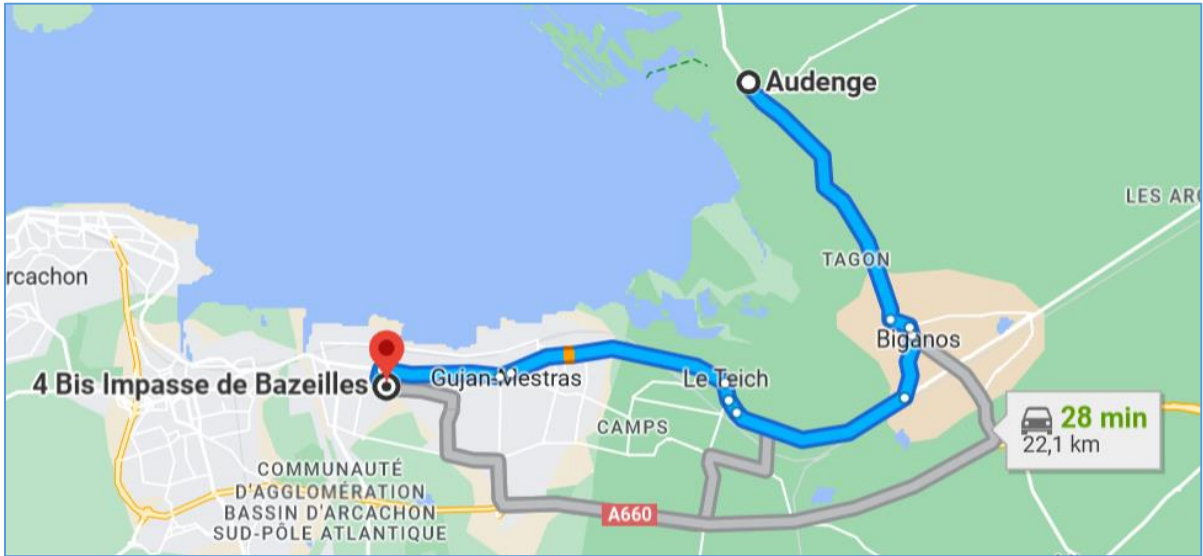 Audenge
LES ARC
TAGON
rcachon
Biganos
4 Bis Impasse de Bazeilles
Gujan-Mestras
Le Teich
CAMPS
28 min
22,1 km
COMMUNAUTÉ
D'AGGLOMÉRATION
BASSIN D'ARCACHON
SUD-PÔLE ATLANTIQUE
A660